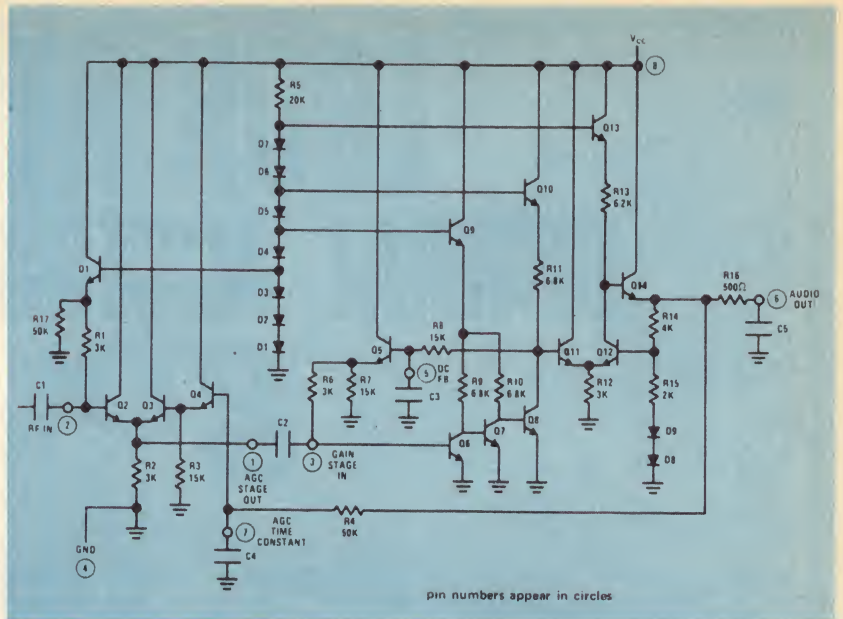 VCC
8
R5
20K
D7
D6
D5
D4
D3
D2
D1
Q13
Q10
Q9
R13
6.2K
Q14
R16
500Ω
6 AUDIO
OUT
C5
D1
R17
50K
R1
3K
R11
6.8K
R8
15K
Q5
5 DC
FB
C3
R14
4K
Q11
Q12
R12
3K
R15
2K
D9
D8
C1
RF IN
2
Q2
Q3
Q4
R6
3K
R7
15K
R9
6.8K
R10
6.8K
Q8
Q7
Q6
C2
1
AGC
STAGE
OUT
3
GAIN
STAGE
IN
R2
3K
R3
15K
R4
50K
GND
4
7
AGC
TIME
CONSTANT
C4
pin numbers appear in circles